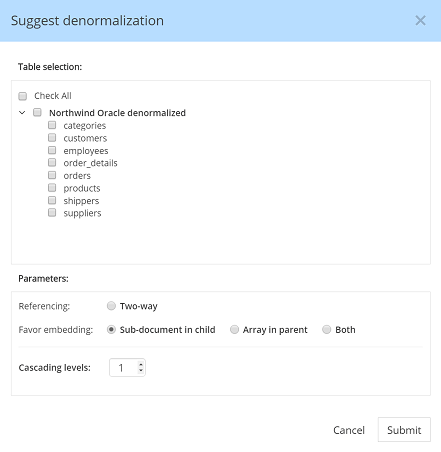 Suggest denormalization
Table selection:
Check All
Northwind Oracle denormalized
categories
customers
employees
order_details
orders
products
shippers
suppliers
Parameters:
Referencing: Two-way
Favor embedding: Sub-document in child Array in parent Both
Cascading levels: 1
Cancel Submit